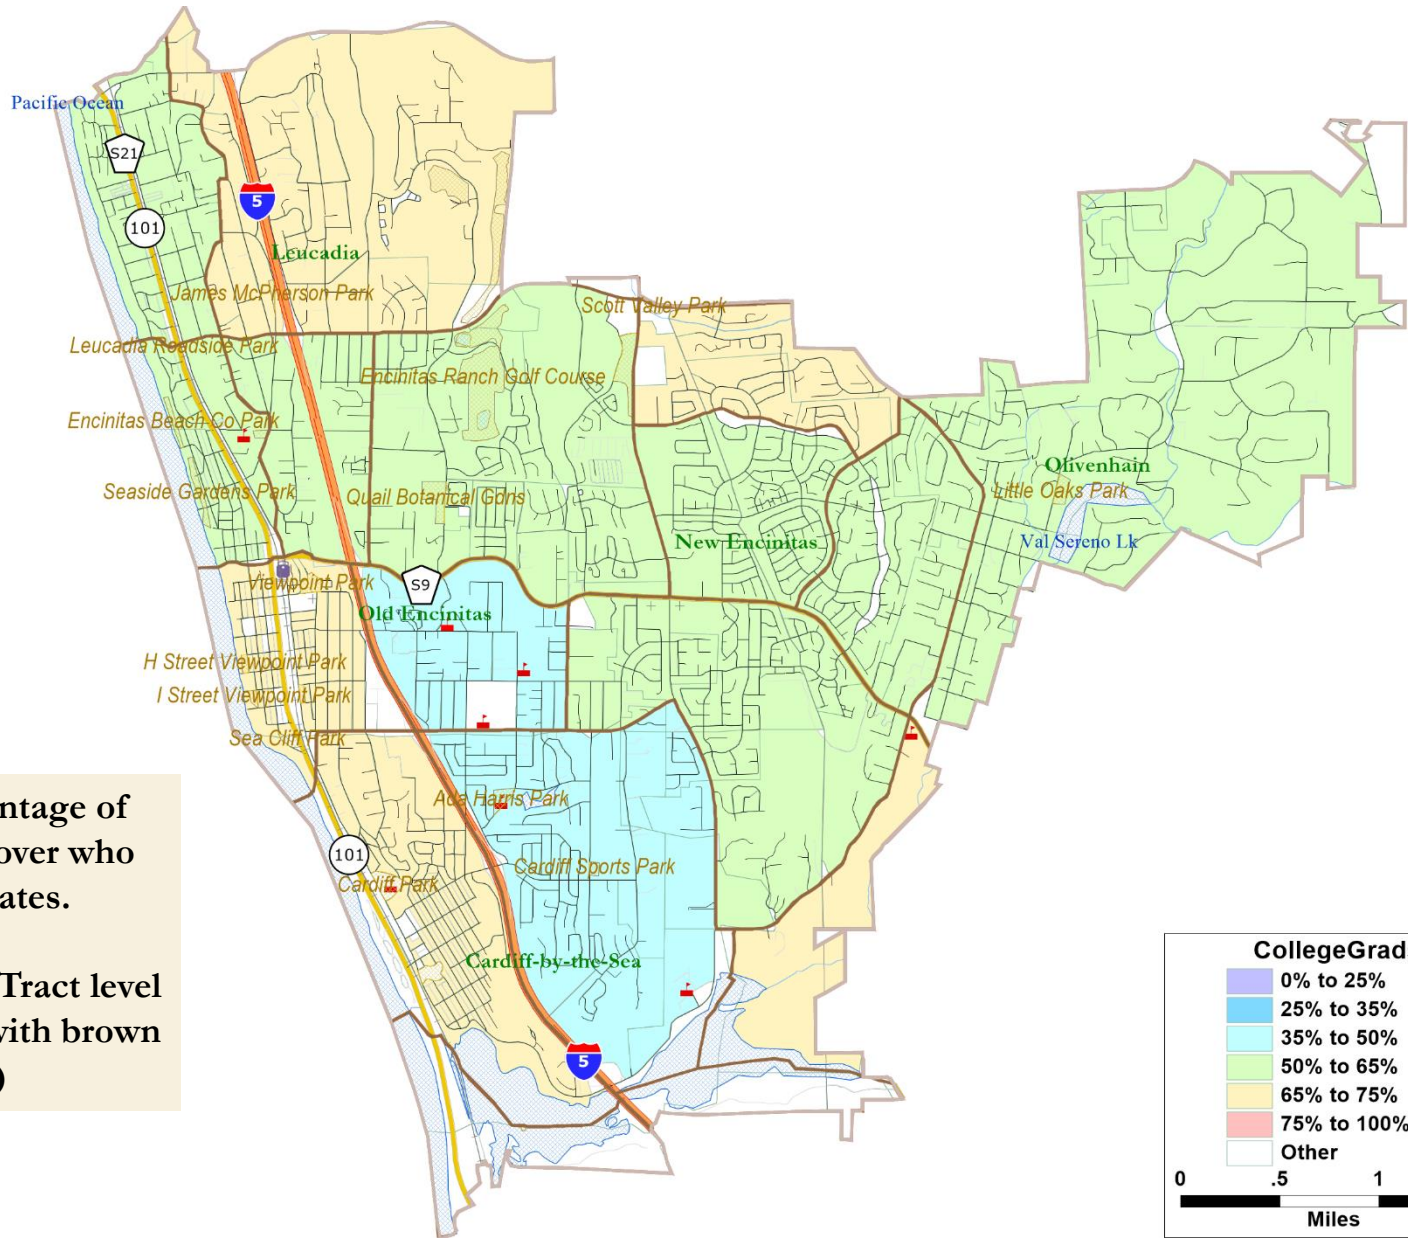 Pacific Ocean
S21
5
101
Leucadia
James McPherson Park
Scott Valley Park
Leucadia Roadside Park
Encinitas Ranch Golf Course
Encinitas Beach Co Park
Olivenhain
Seaside Gardens Park
Quail Botanical Gdns
Little Oaks Park
New Encinitas
Val Sereno Lk
Viewpoint Park
S9
Old Encinitas
H Street Viewpoint Park
I Street Viewpoint Park
Sea Cliff Park
Ada Harris Park
101
Cardiff Sports Park
Cardiff Park
Cardiff-by-the-Sea
5
ntage of
over who
ates.
Tract level
with brown
)
CollegeGrad
0% to 25%
25% to 35%
35% to 50%
50% to 65%
65% to 75%
75% to 100%
Other
0 .5 1
Miles